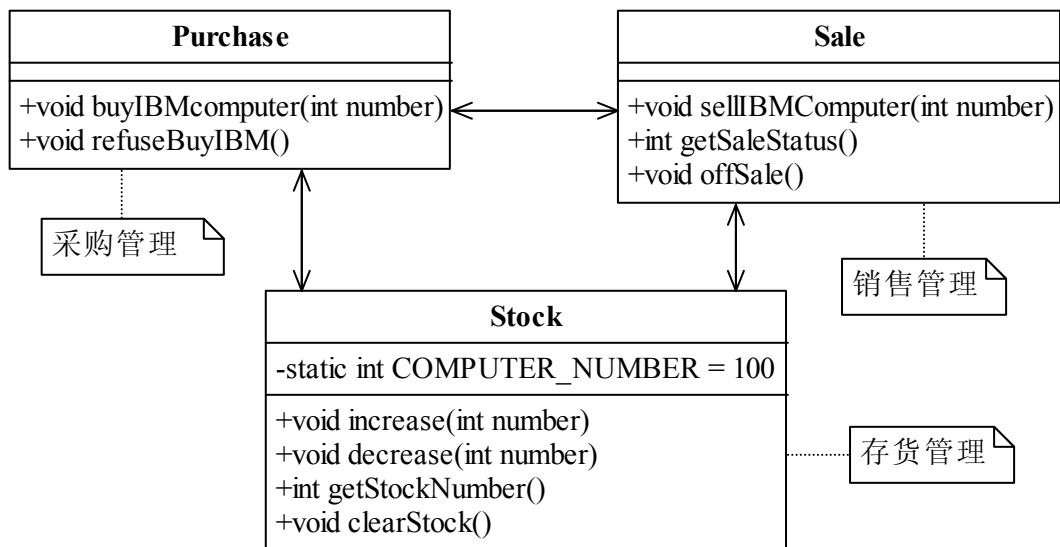 Purchase
+void buyIBMcomputer(int number)
+void refuseBuyIBM()
采购管理
Sale
+void sellIBMComputer(int number)
+int getSaleStatus()
+void offSale()
销售管理
Stock
-static int COMPUTER_NUMBER = 100
+void increase(int number)
+void decrease(int number)
+int getStockNumber()
+void clearStock()
存货管理